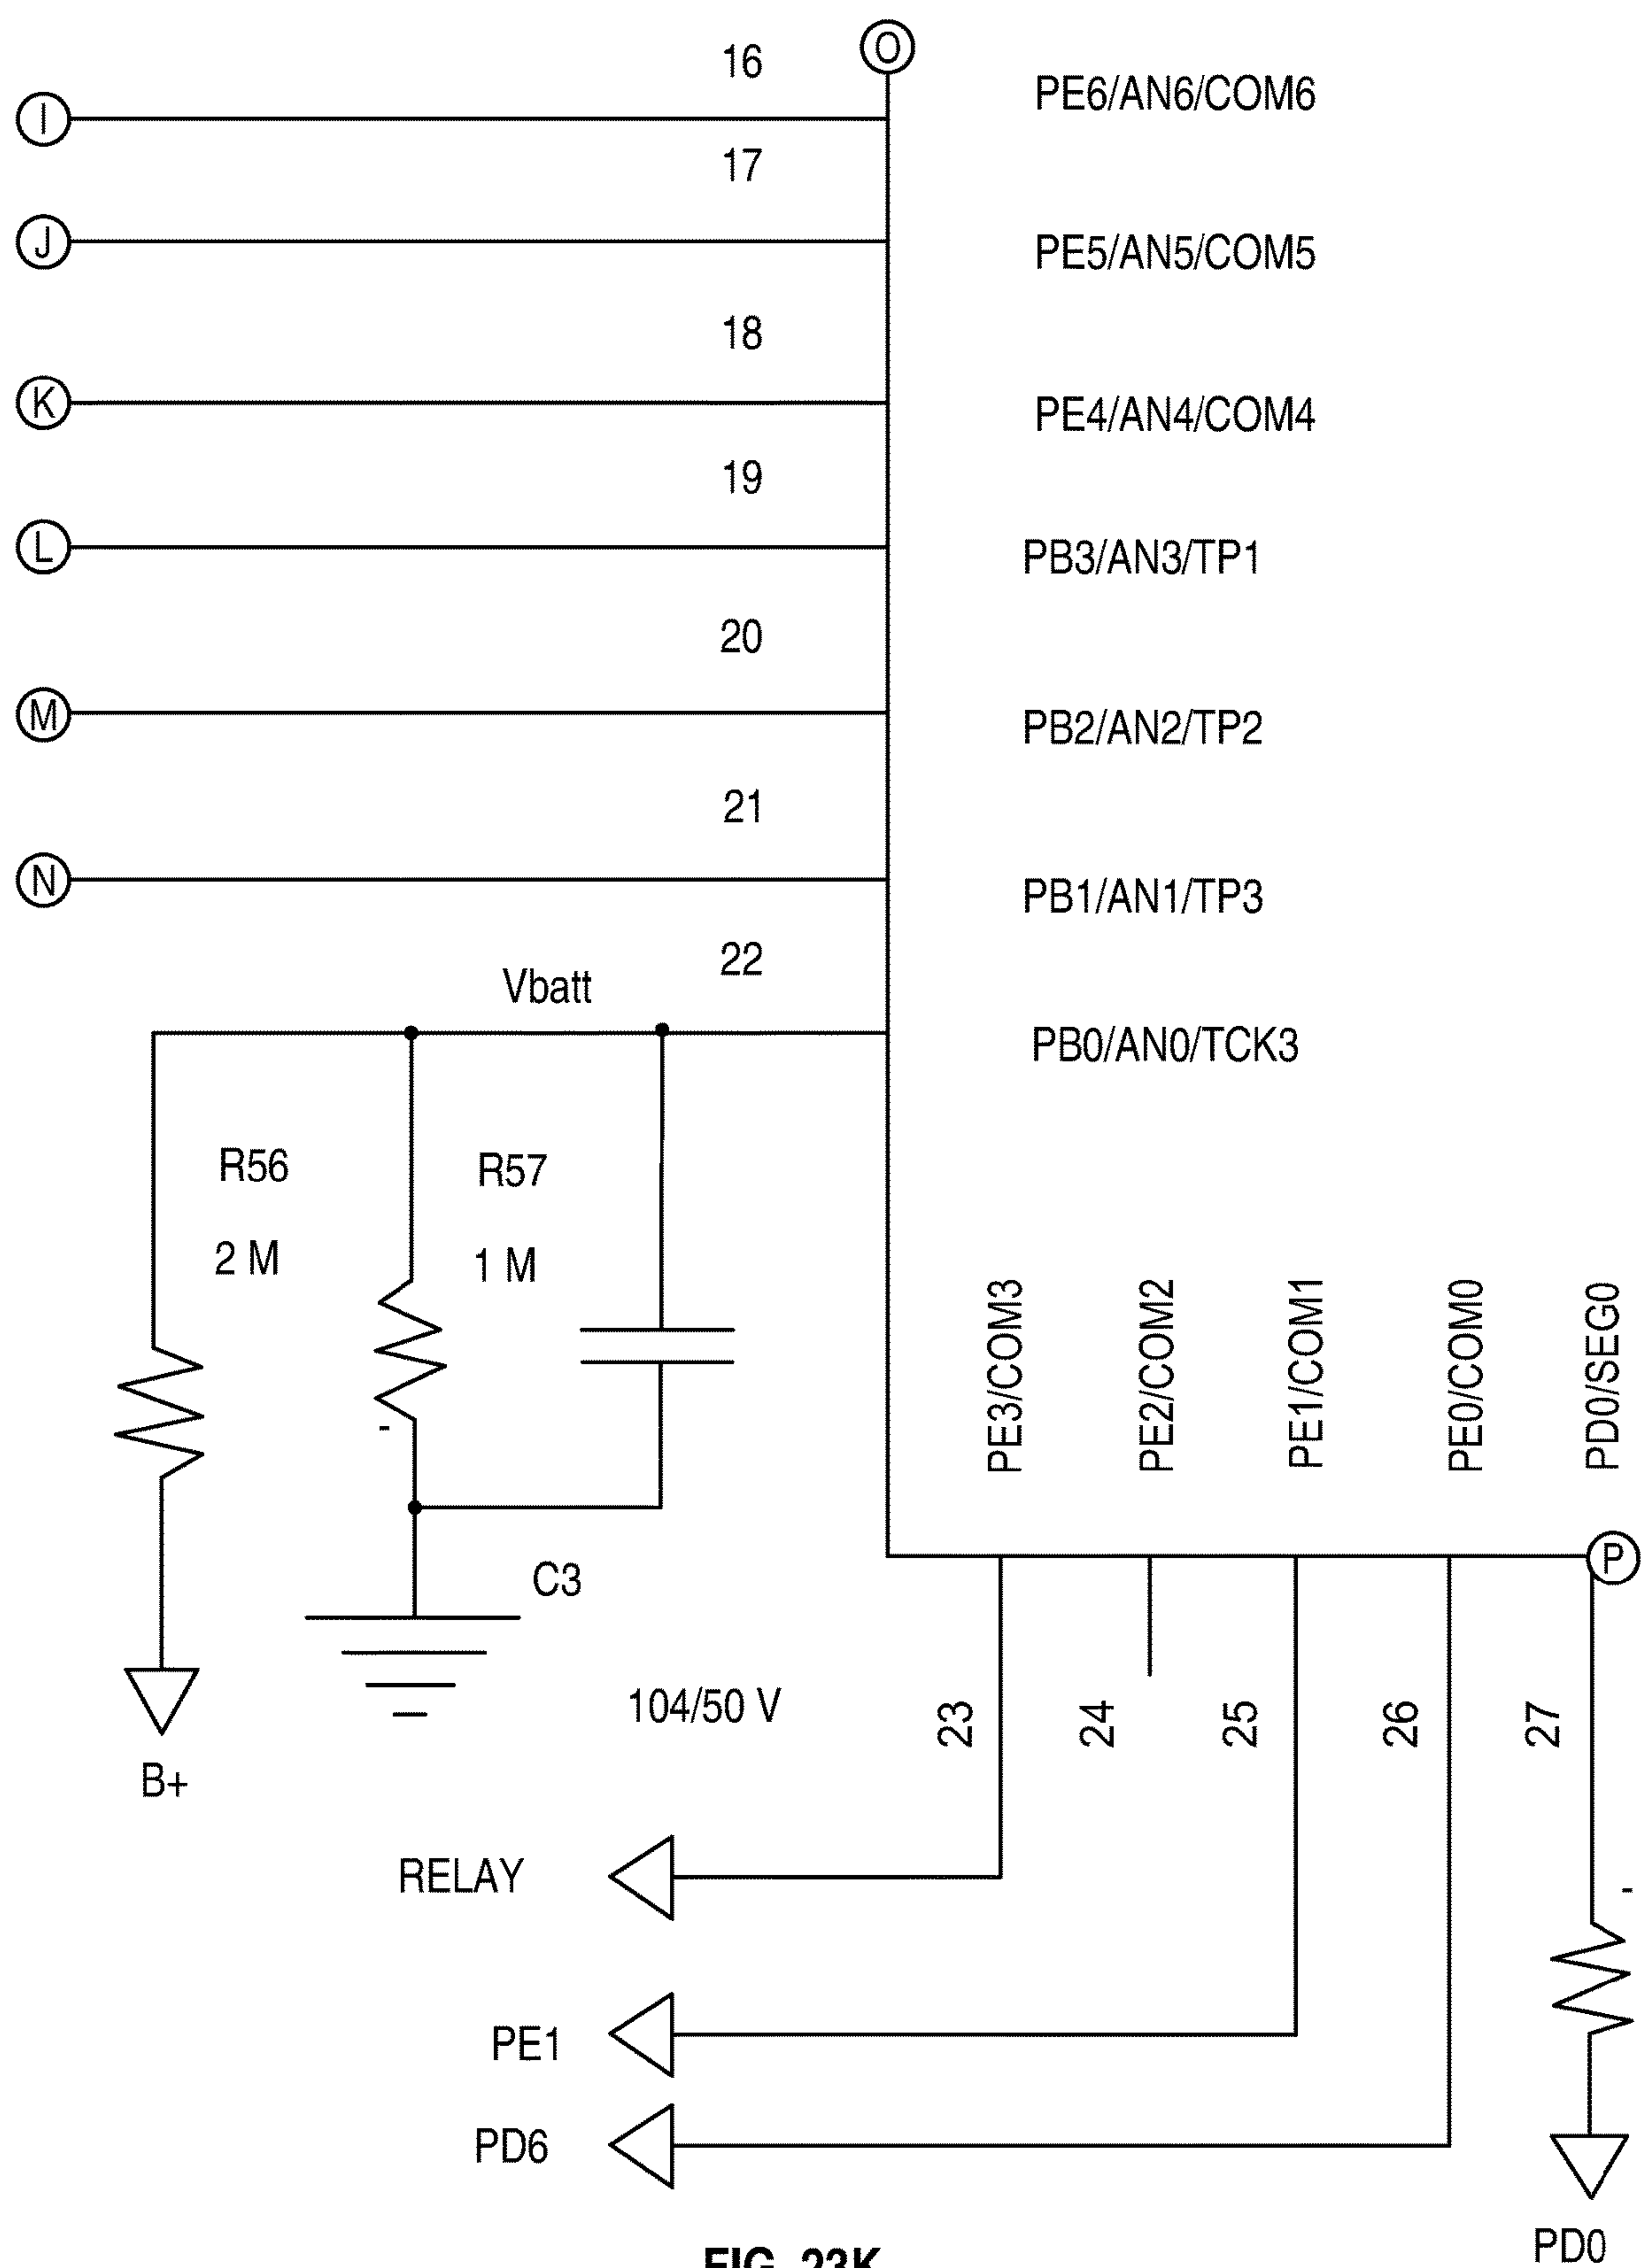 O
16
PE6/AN6/COM6
I
17
J
PE5/AN5/COM5
18
K
PE4/AN4/COM4
19
L
PB3/AN3/TP1
20
M
PB2/AN2/TP2
21
N
PB1/AN1/TP3
22
Vbatt
PB0/AN0/TCK3
R56
R57
2 M
1 M
PE3/COM3
PE2/COM2
PE1/COM1
PE0/COM0
PD0/SEG0
P
C3
104/50 V
23
24
25
26
27
B+
RELAY
PE1
PD6
PD0
FIG. 23K